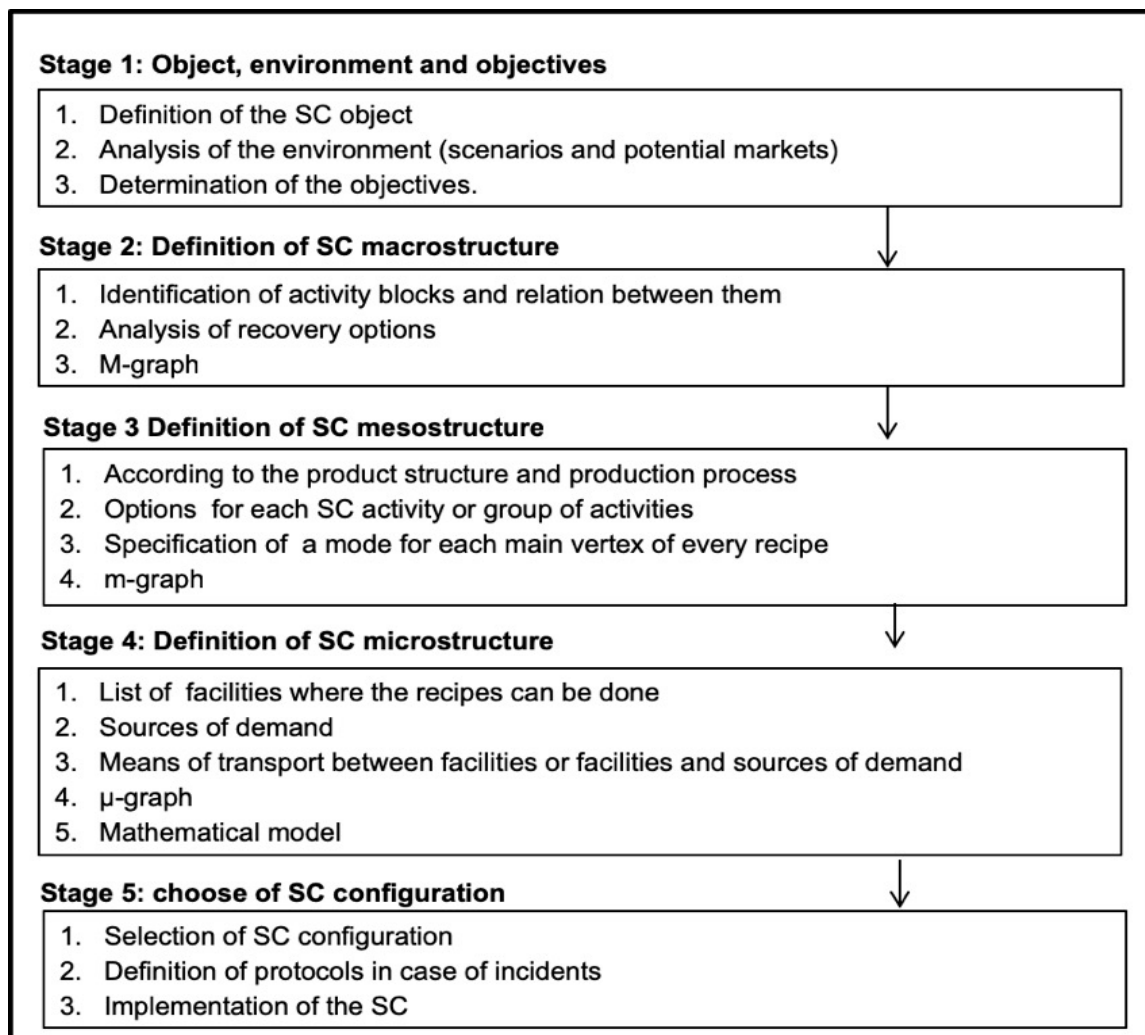 Stage 1: Object, environment and objectives
1. Definition of the SC object
2. Analysis of the environment (scenarios and potential markets)
3. Determination of the objectives.
Stage 2: Definition of SC macrostructure
1. Identification of activity blocks and relation between them
2. Analysis of recovery options
3. M-graph
Stage 3 Definition of SC mesostructure
1. According to the product structure and production process
2. Options for each SC activity or group of activities
3. Specification of a mode for each main vertex of every recipe
4. m-graph
Stage 4: Definition of SC microstructure
1. List of facilities where the recipes can be done
2. Sources of demand
3. Means of transport between facilities or facilities and sources of demand
4. µ-graph
5. Mathematical model
Stage 5: choose of SC configuration
1. Selection of SC configuration
2. Definition of protocols in case of incidents
3. Implementation of the SC